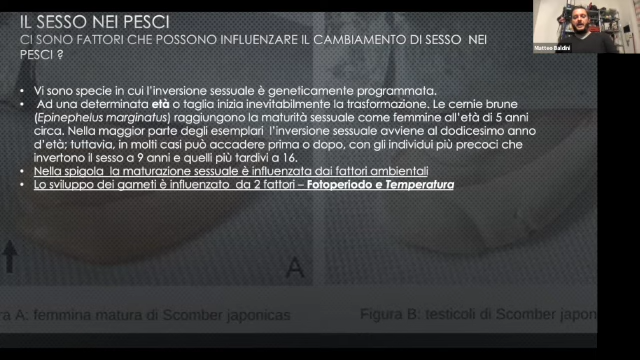 IL SESSO NEI PESCI
CI SONO FATTORI CHE POSSONO INFLUENZARE IL CAMBIAMENTO DI SESSO NEI
PESCI ?
Matteo Baldini
• Vi sono specie in cui l'inversione sessuale è geneticamente programmata.
• Ad una determinata età o taglia inizia inevitabilmente la trasformazione. Le cernie brune
(Epinephelus marginatus) raggiungono la maturità sessuale come femmine all'età di 5 anni
circa. Nella maggior parte degli esemplari l'inversione sessuale avviene al dodicesimo anno
d'età; tuttavia, in molti casi può accadere prima o dopo, con gli individui più precoci che
invertono il sesso a 9 anni e quelli più tardivi a 16.
• Nella spigola la maturazione sessuale è influenzata dai fattori ambientali
• Lo sviluppo dei gameti è influenzato da 2 fattori – Fotoperiodo e Temperatura
A
ra A: femmina matura di Scomber japonicas
Figura B: testicoli di Scomber japon